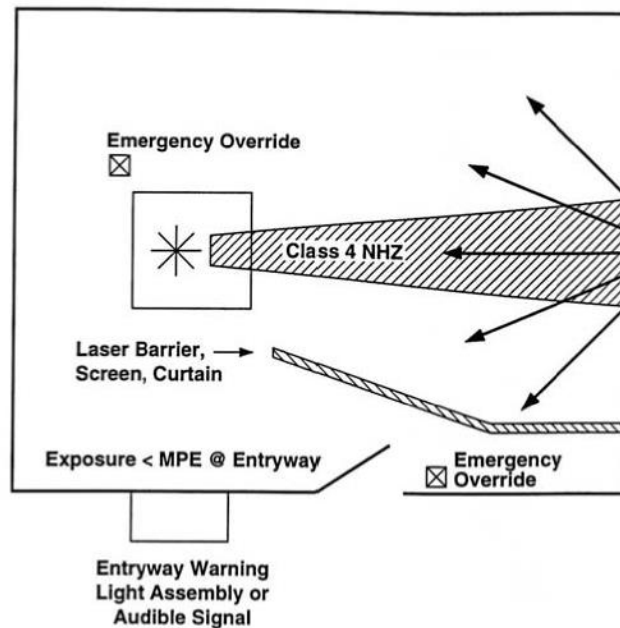 Emergency Override
Class 4 NHZ
Laser Barrier,
Screen, Curtain
Exposure < MPE @ Entryway
Emergency
Override
Entryway Warning
Light Assembly or
Audible Signal